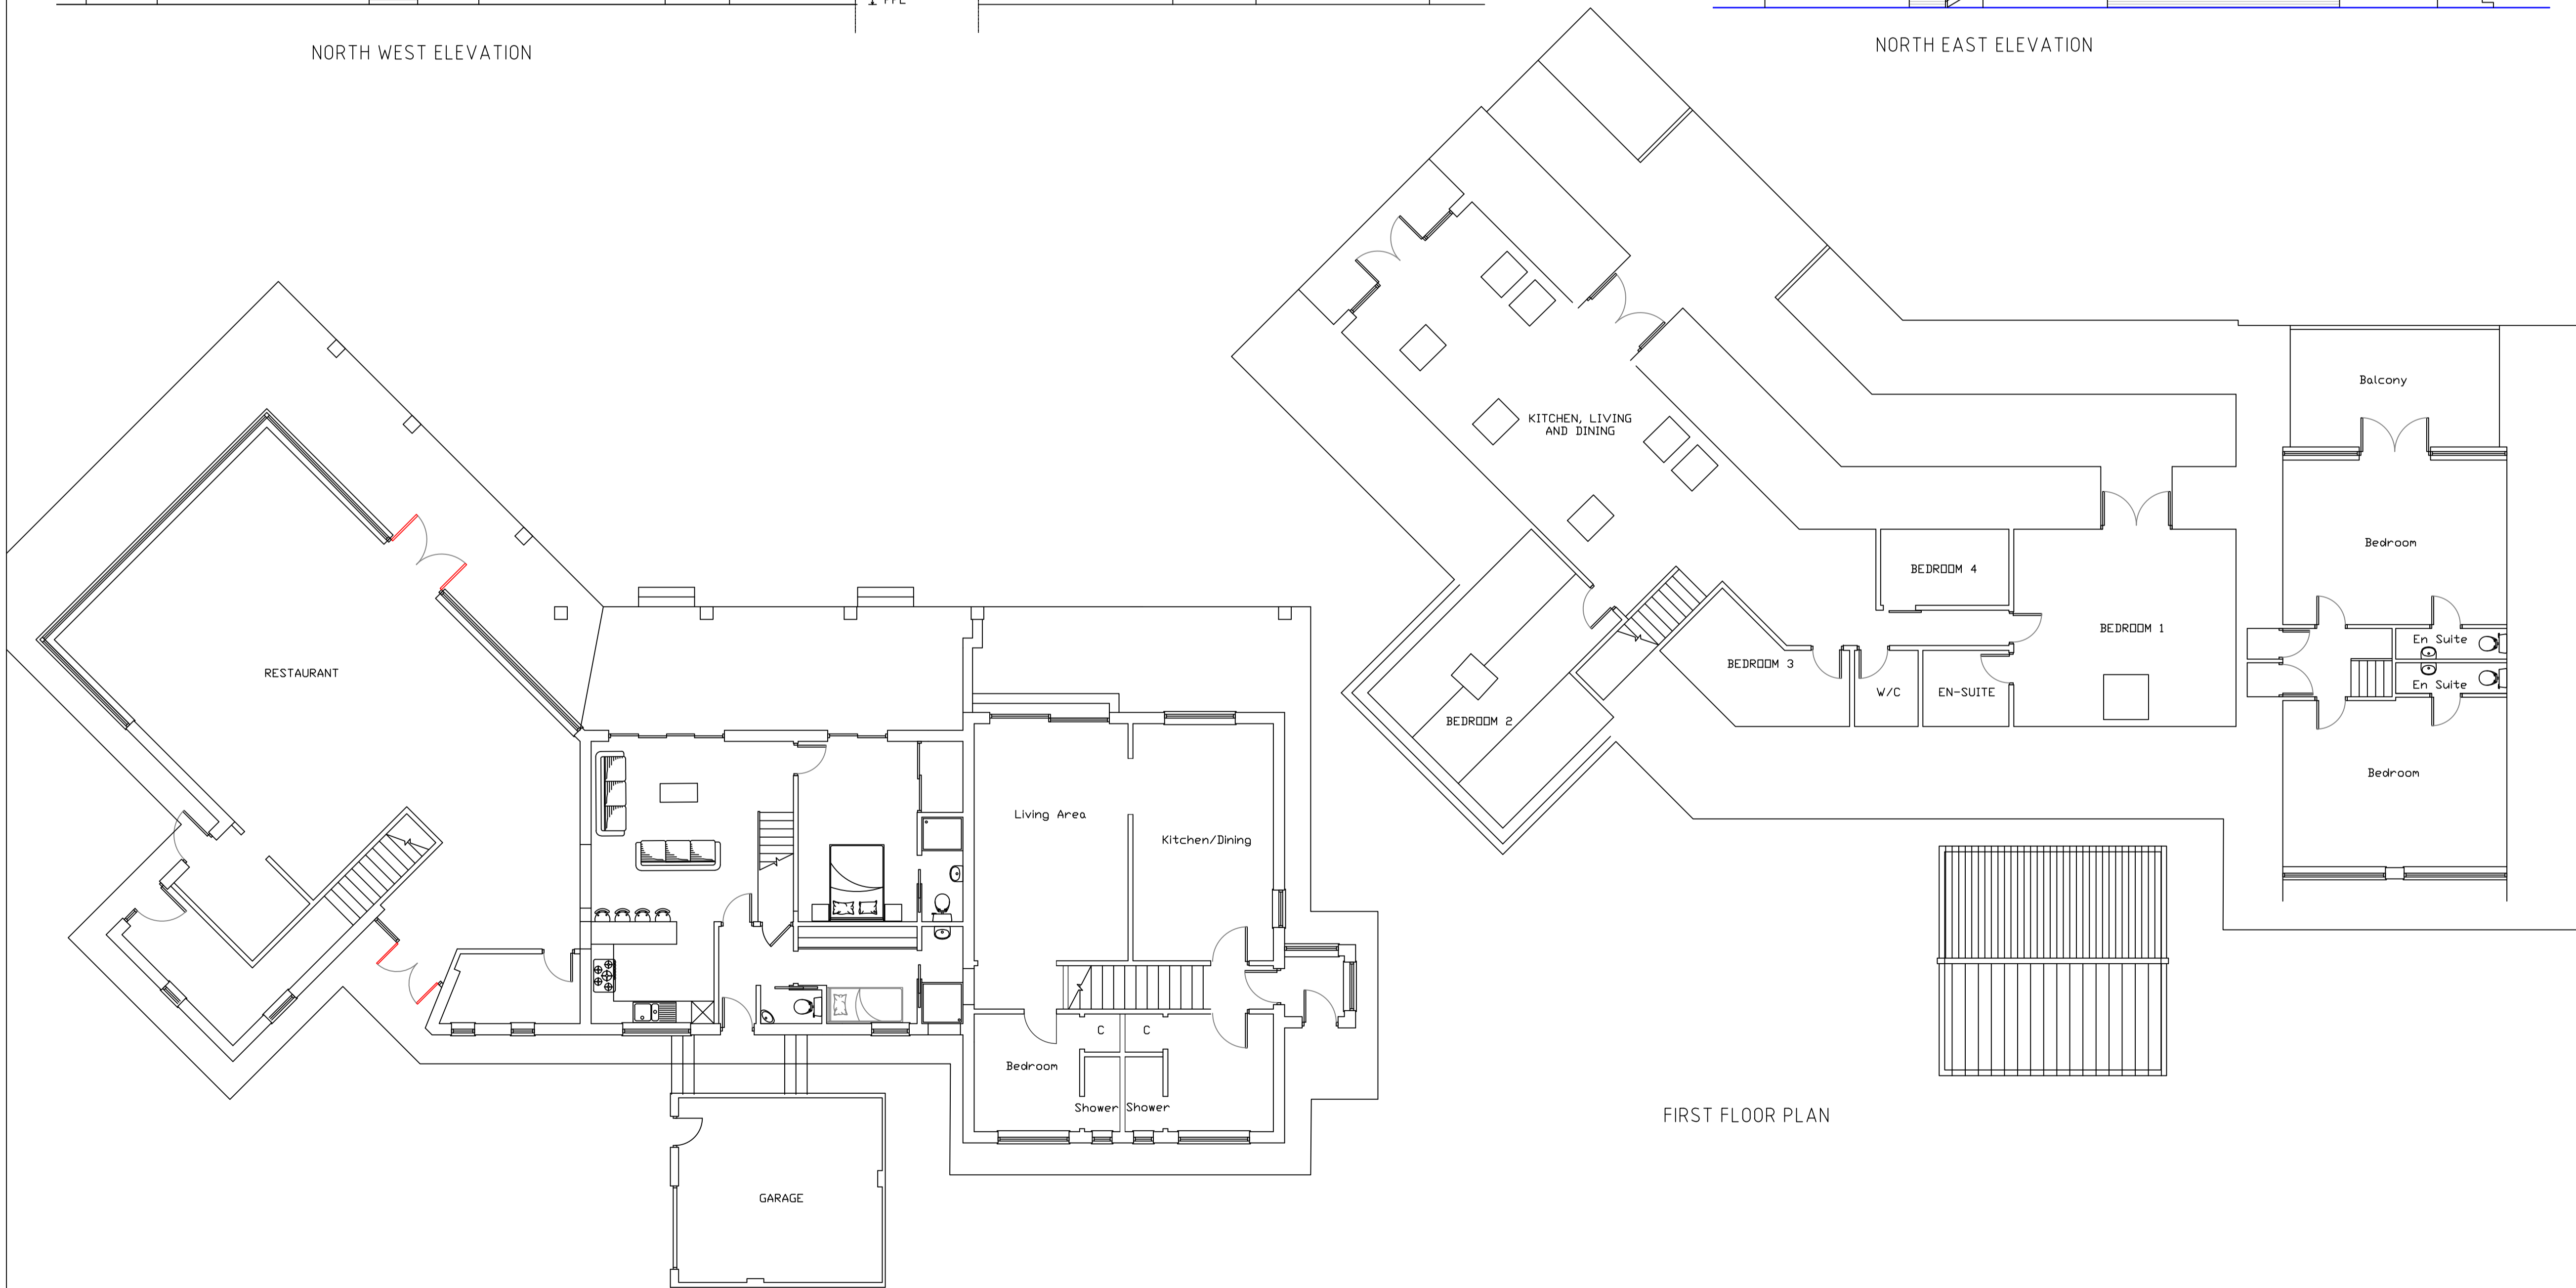 FFL
NORTH WEST ELEVATION
NORTH EAST ELEVATION
RESTAURANT
Living Area
Kitchen/Dining
C
C
Bedroom
Shower
Shower
GARAGE
KITCHEN, LIVING
AND DINING
BEDROOM 4
BEDROOM 1
BEDROOM 3
W/C
EN-SUITE
BEDROOM 2
Balcony
Bedroom
En Suite
En Suite
Bedroom
FIRST FLOOR PLAN